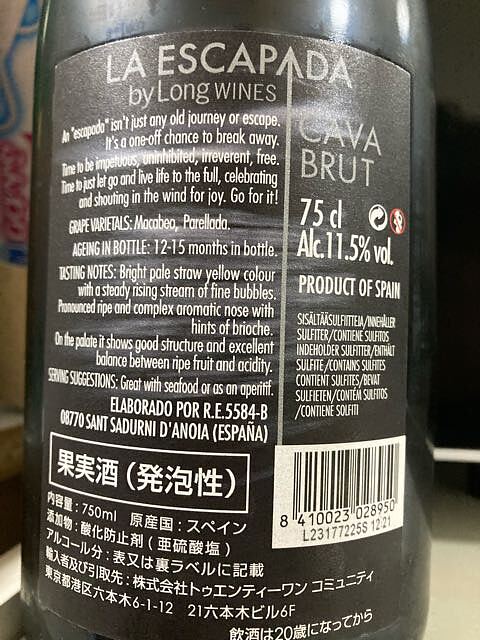 LA ESCAPADA
by Long WINES
An "escapada" isn't just any old journey or escape.
It's a one-off chance to break away.
Time to be impetuous, uninhibited, irreverent, free.
Time to just let go and live life to the full, celebrating
and shouting in the wind for joy. Go for it!
GRAPE VARIETALS: Macabeo, Parellada.
AGEING IN BOTTLE: 12-15 months in bottle.
TASTING NOTES: Bright pale straw yellow colour
with a steady rising stream of fine bubbles.
Pronounced ripe and complex aromatic nose with
hints of brioche.
On the palate it shows good structure and excellent
balance between ripe fruit and acidity.
SERVING SUGGESTIONS: Great with seafood or as an aperitif.
ELABORADO POR R.E.5584-B
08770 SANT SADURNI D'ANOIA (ESPAÑA)
CAVA
BRUT
75 cl
Alc.11.5% vol.
PRODUCT OF SPAIN
SISÄLTÄÄSULFIITTEJA/INNEHÅLLER
SULFITER/CONTIENE SULFITOS
INDEHOLDER SULFITTER/ENTHÄLT
SULFITE/CONTAINS SULFITES
CONTIENT SULFITES/BEVAT
SULFIETEN/CONTÉM SULFITOS
/CONTIENE SOLFITI
8 410023 028950
L23177225S 12:21
果実酒(発泡性)
内容量:750ml 原産国:スペイン
添加物:酸化防止剤(亜硫酸塩)
アルコール分:表又は裏ラベルに記載
輸入者及び引取先:株式会社トゥエンティーワン コミュニティ
東京都港区六本木6-1-12 21六本木ビル6F
飲酒は20歳になってから